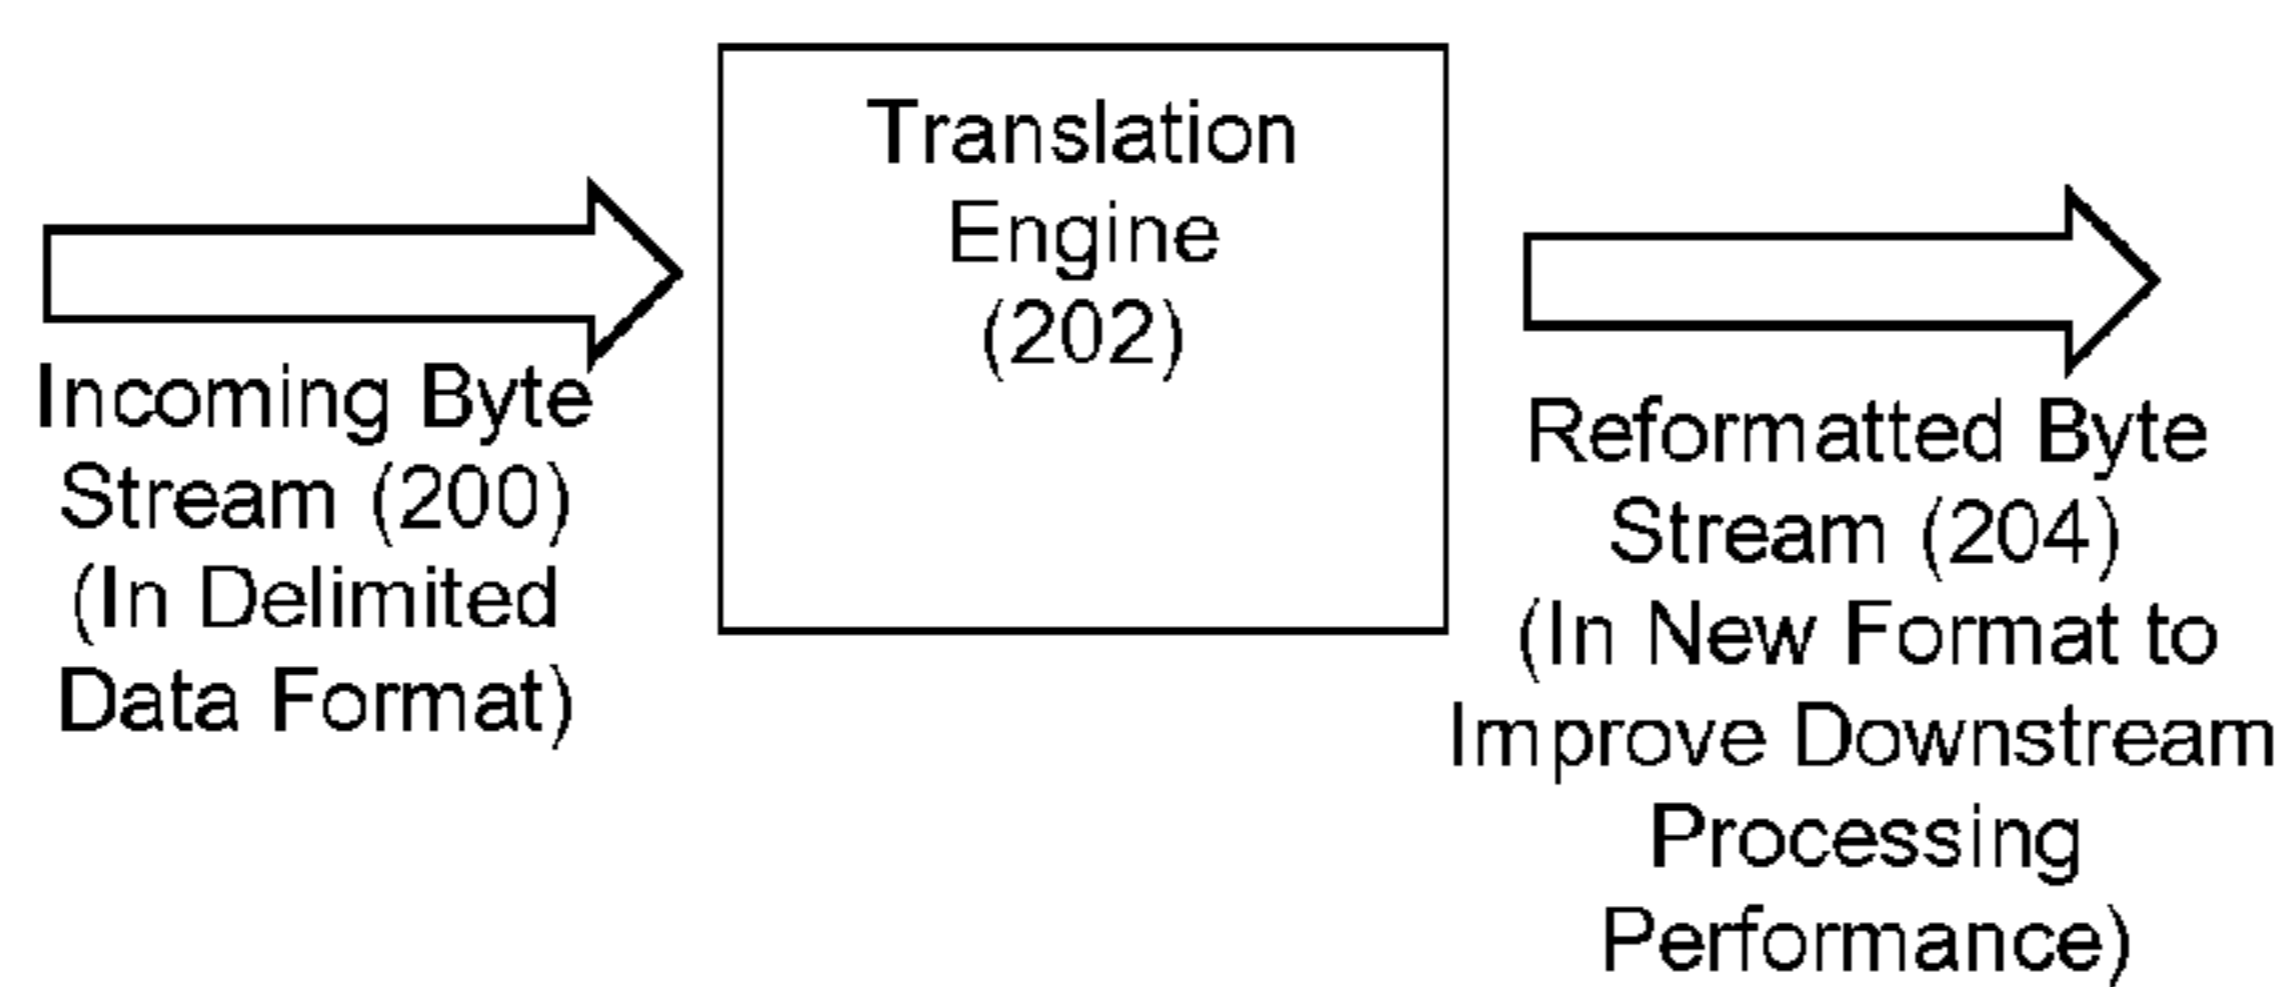 Translation
Engine
(202)
Incoming Byte
Stream (200)
(In Delimited
Data Format)
Reformatted Byte
Stream (204)
(In New Format to
Improve Downstream
Processing
Performance)